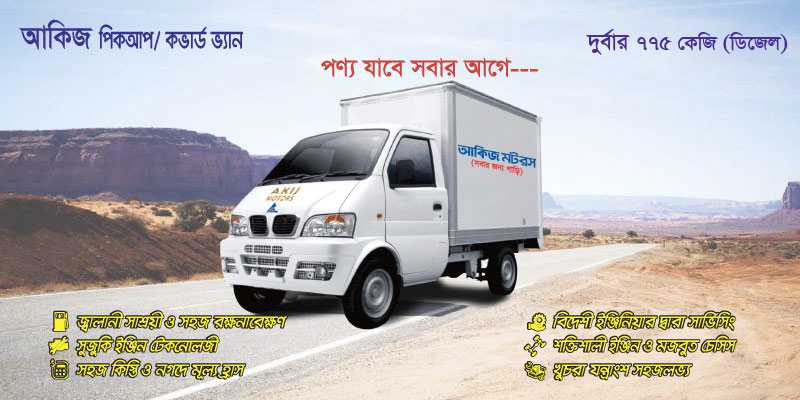 আকিজ পিকআপ/ কভার্ড ভ্যান
দুর্বার ৭৭৫ কেজি (ডিজেল)
পণ্য যাবে সবার আগে---
আকিজ মটরস
(সবার জন্য গাড়ি)
AKIJ
MOTORS
জ্বালানী সাশ্রয়ী ও সহজ রক্ষনাবেক্ষণ
সুজুকি ইঞ্জিন টেকনোলজী
সহজ কিস্তি ও নগদে মূল্য হ্রাস
বিদেশী ইঞ্জিনিয়ার দ্বারা সার্ভিসিং
শক্তিশালী ইঞ্জিন ও মজবুত চেসিস
খুচরা যন্ত্রাংশ সহজলভ্য